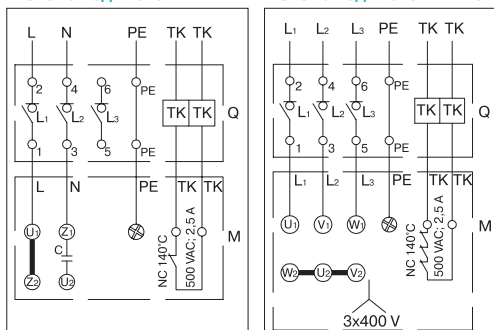 L N PE TK TK
2 4 6 PE
L1 L2 L3 TK TK Q
1 3 5 PE
L N PE TK TK
U1 Z1 M
C
Z2 U2
NC 140°C
500 VAC; 2,5 A
L1 L2 L3 PE TK TK
2 4 6 PE
L1 L2 L3 TK TK Q
1 3 5 PE
L1 L2 L3 PE TK TK
U1 V1 W1 M
W2 U2 V2
NC 140°C
500 VAC; 2,5 A
3x400 V